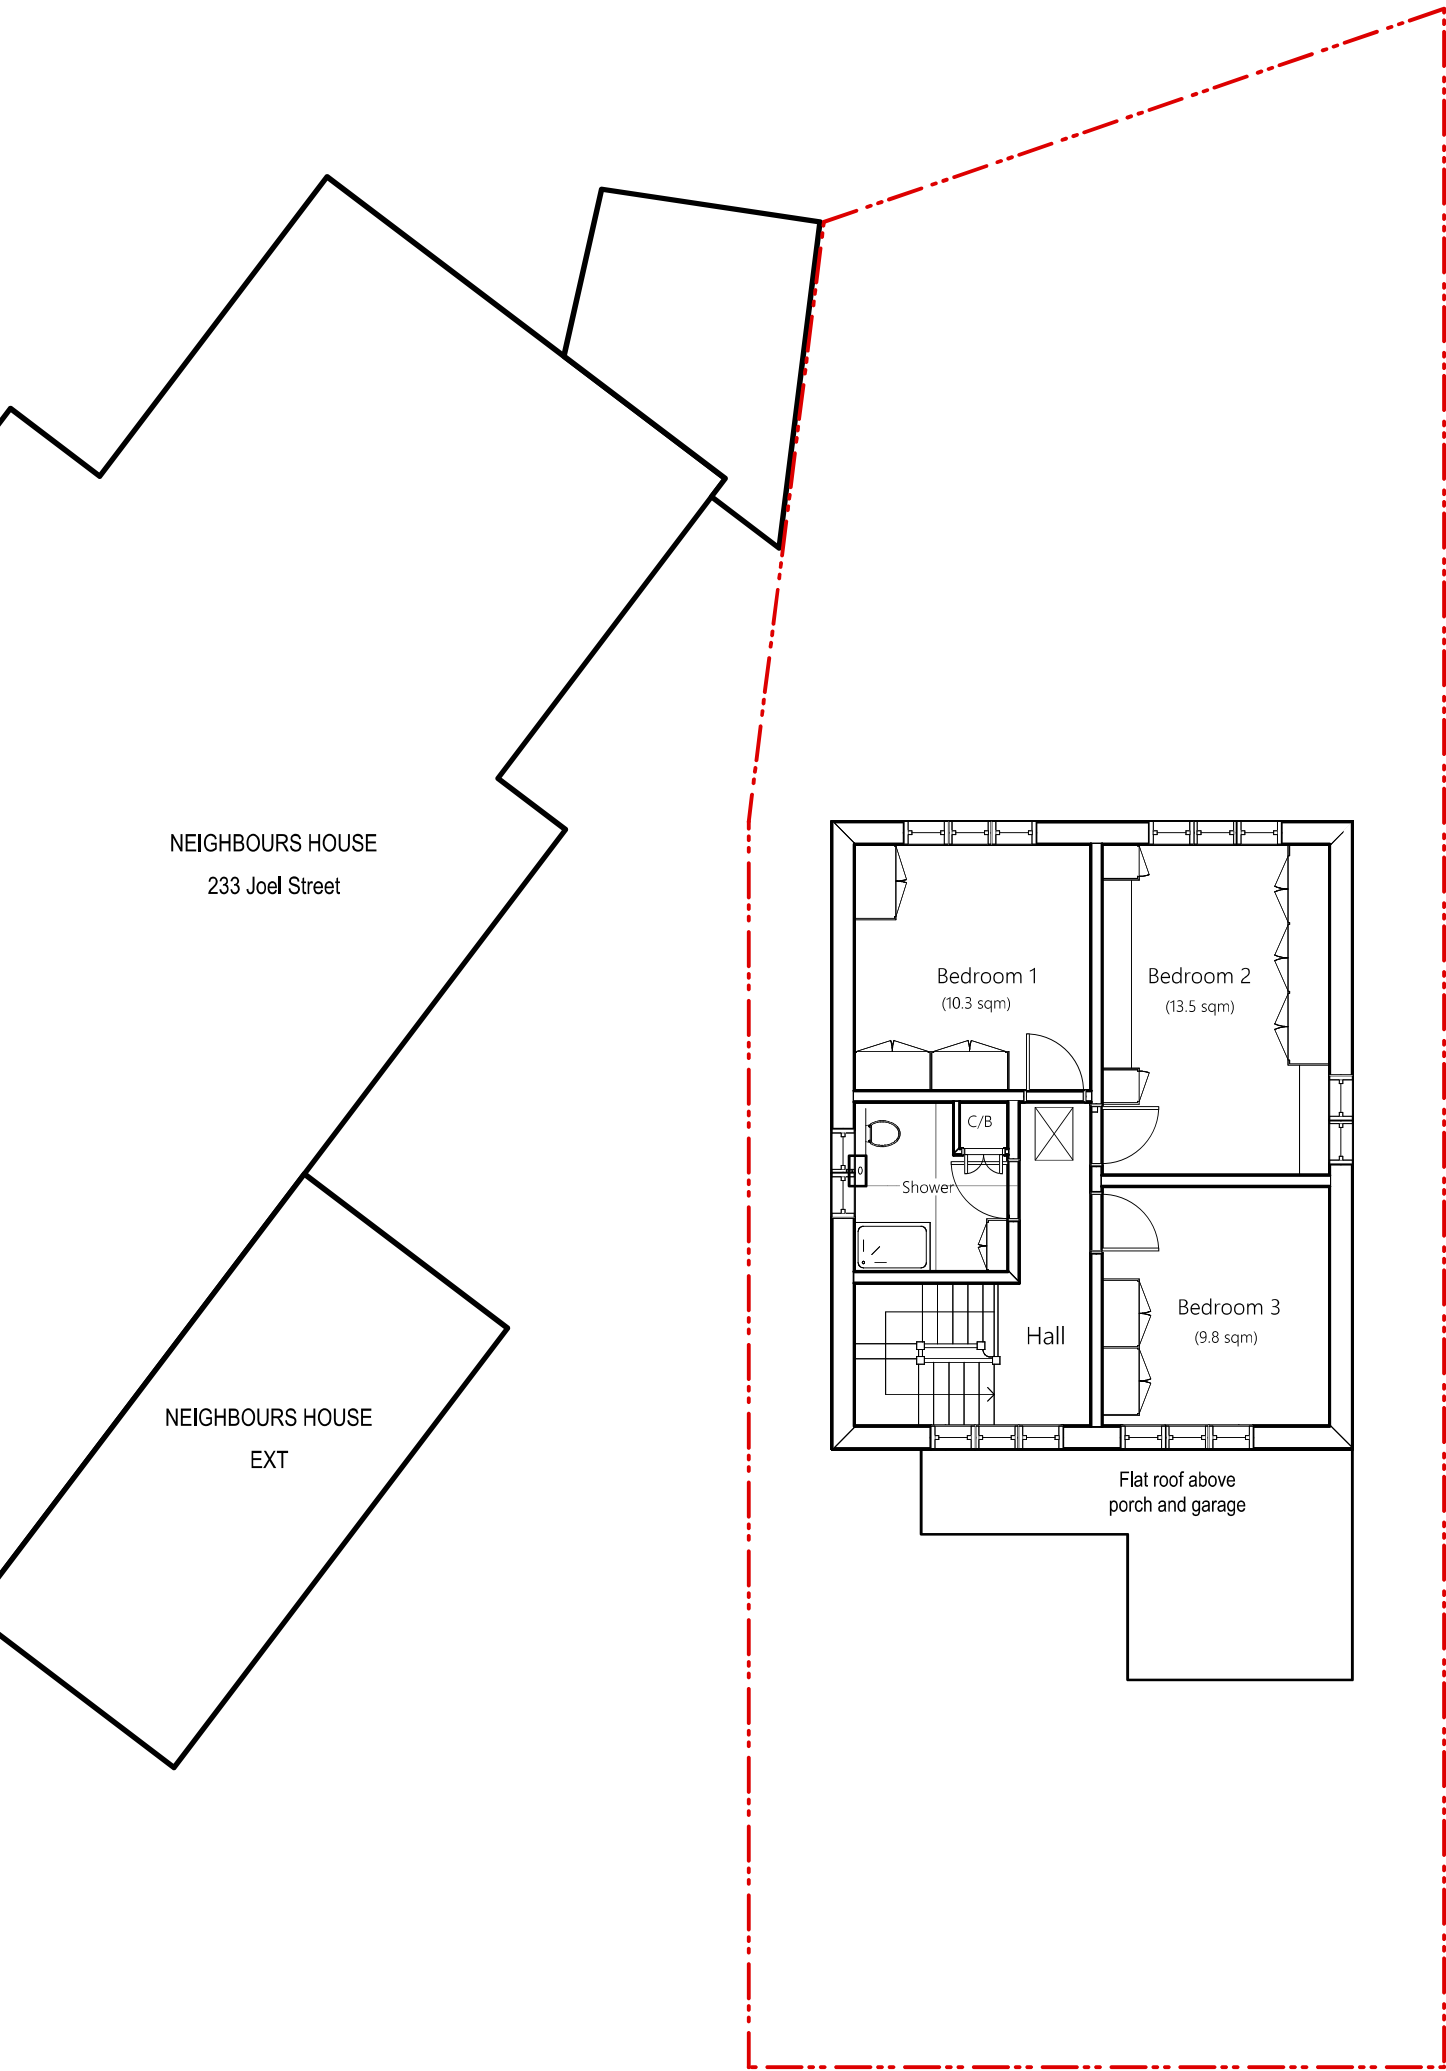 NEIGHBOURS HOUSE
233 Joel Street
Bedroom 1
(10.3 sqm)
Bedroom 2
(13.5 sqm)
C/B
Shower
Hall
Bedroom 3
(9.8 sqm)
NEIGHBOURS HOUSE
EXT
Flat roof above
porch and garage